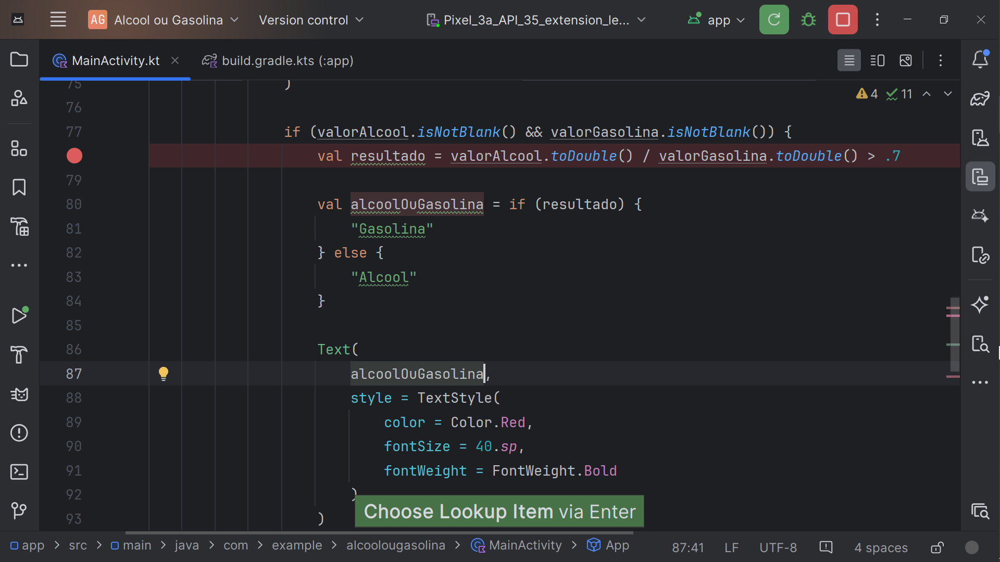 AG Alcool ou Gasolina Version control Pixel_3a_API_35_extension_le... app
MainActivity.kt build.gradle.kts (:app)
75 )
4 11
76
77 if (valorAlcool.isNotBlank() && valorGasolina.isNotBlank()) {
val resultado = valorAlcool.toDouble() / valorGasolina.toDouble() > .7
79
80 val alcoolOuGasolina = if (resultado) {
81 "Gasolina"
82 } else {
83 "Alcool"
84 }
85
86 Text(
87 alcoolOuGasolina,
88 style = TextStyle(
89 color = Color.Red,
90 fontSize = 40.sp,
91 fontWeight = FontWeight.Bold
92 )
93 )
Choose Lookup Item via Enter
app > src > main > java > com > example > alcoolougasolina > MainActivity > App 87:41 LF UTF-8 4 spaces